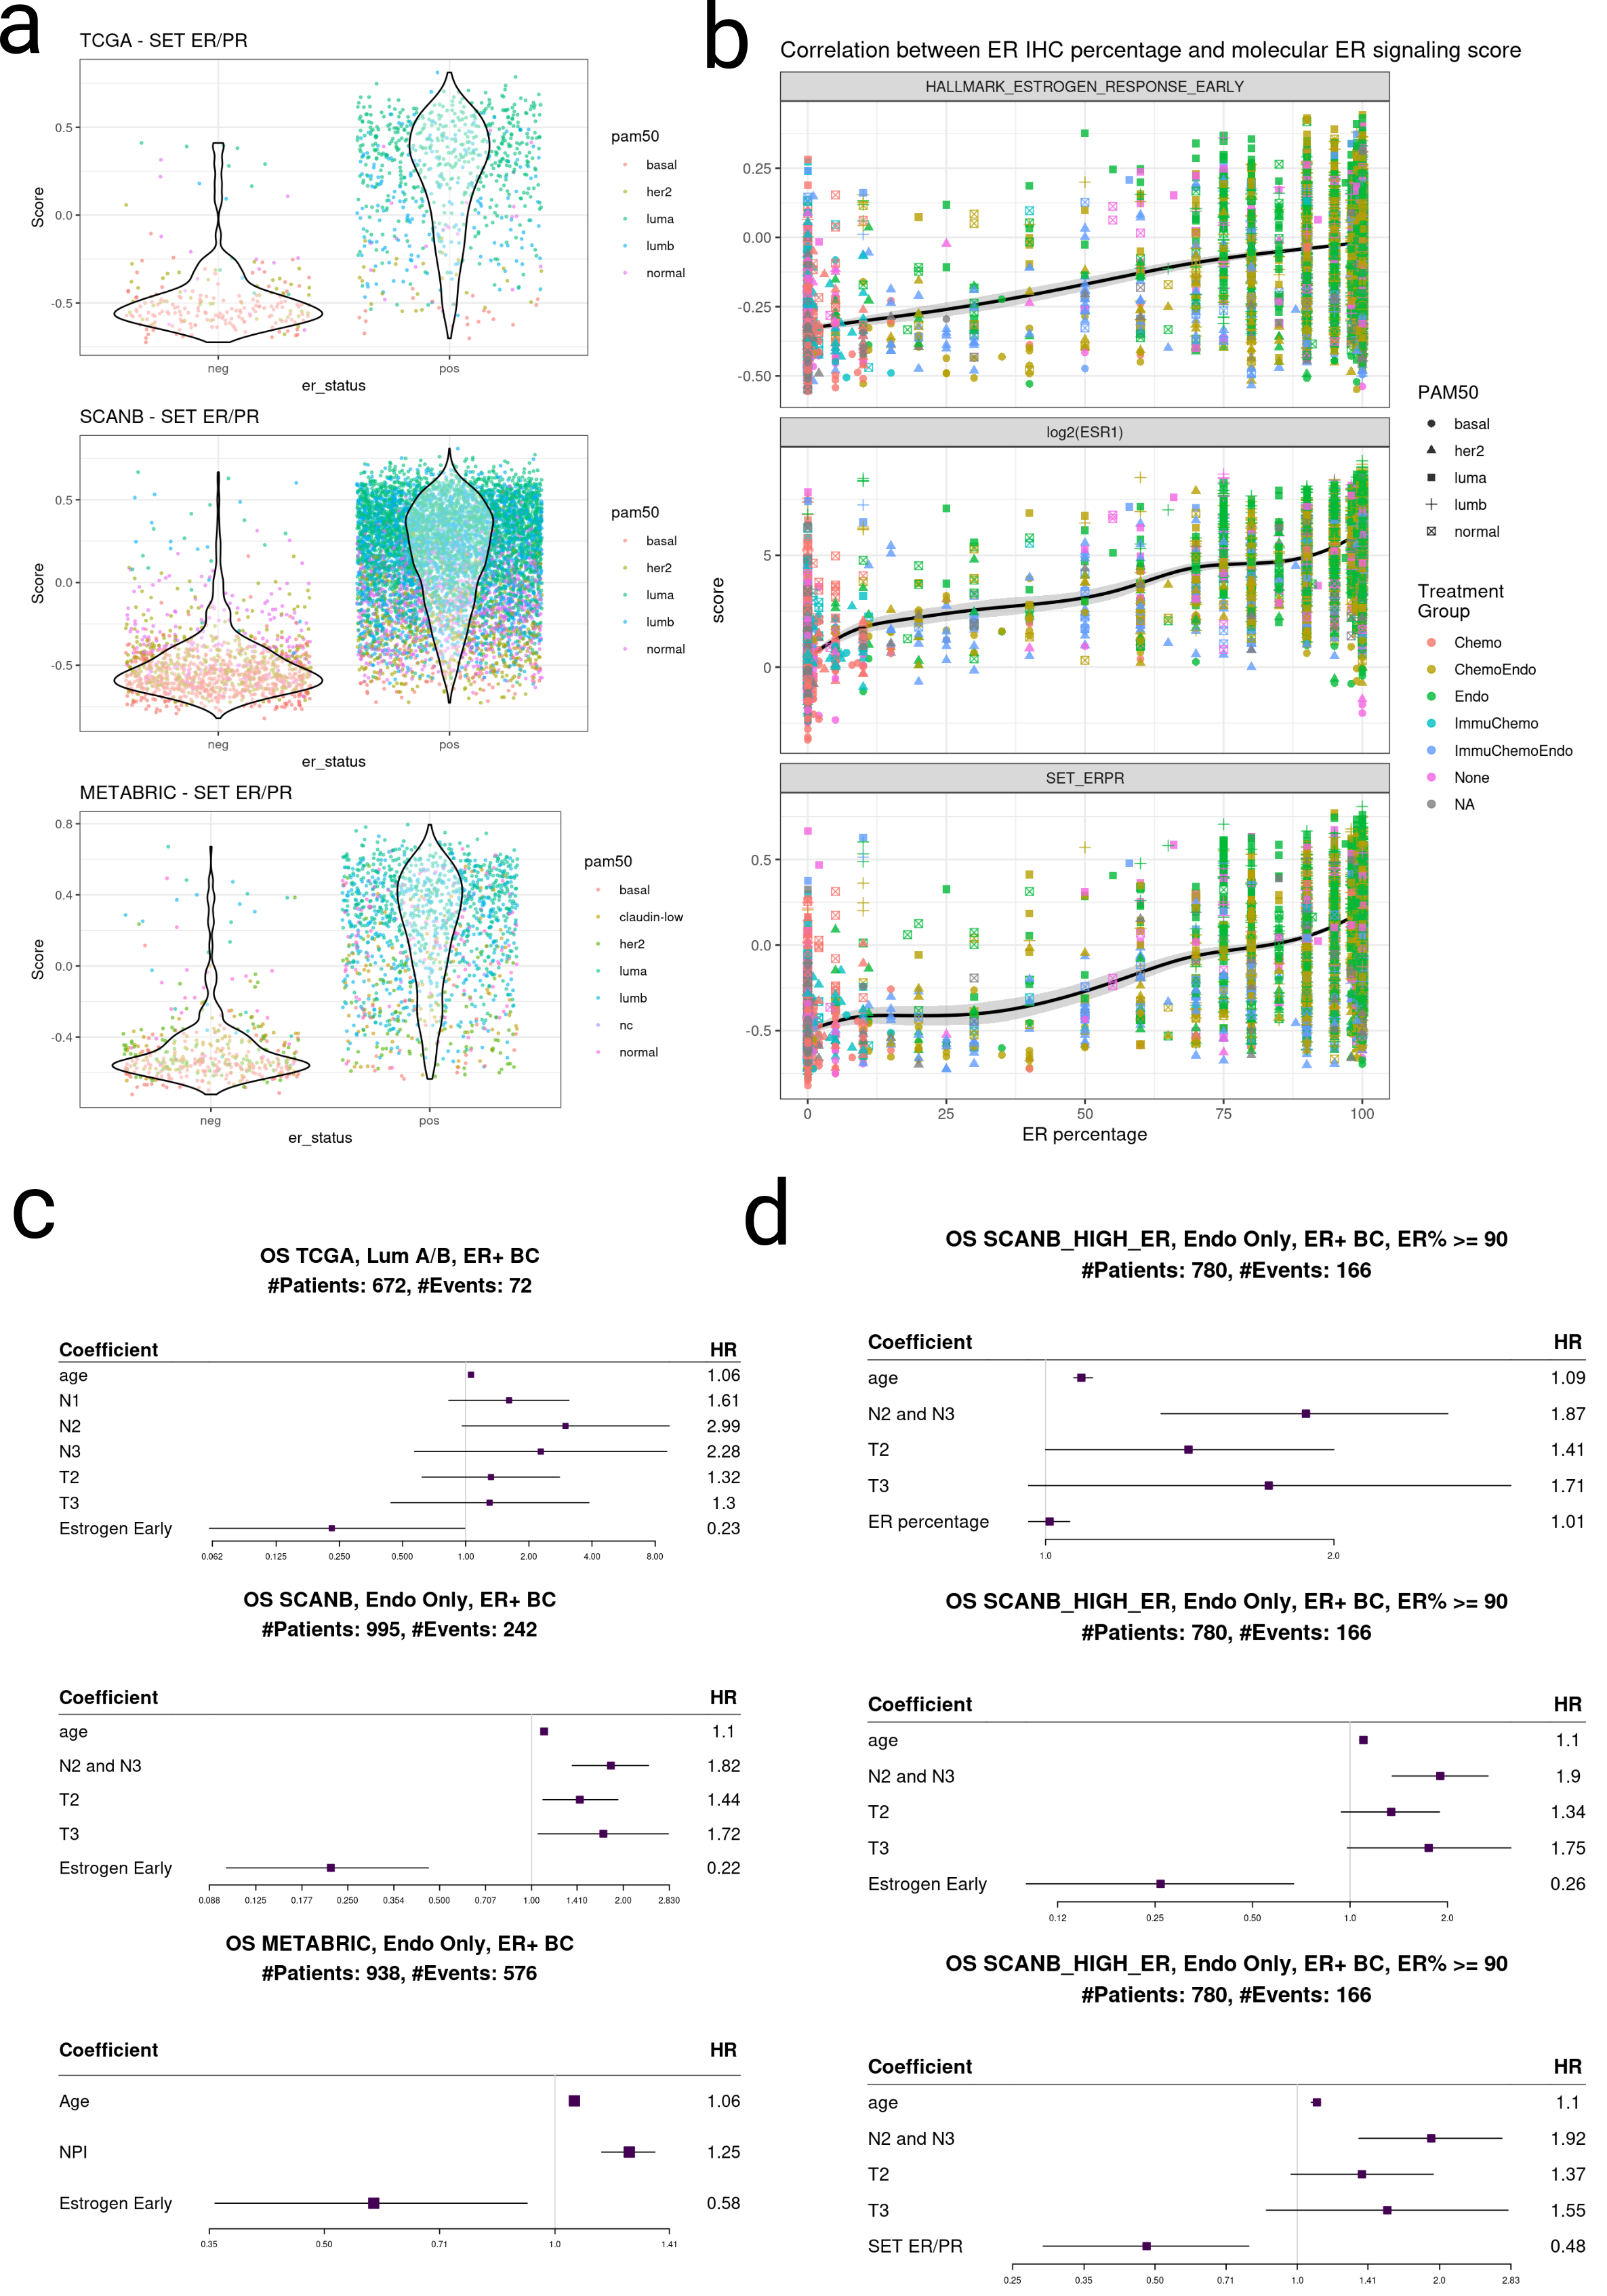 a
TCGA - SET ER/PR
Score
0.5
0.0
-0.5
neg
pos
er_status
pam50
basal
her2
luma
lumb
normal
SCANB - SET ER/PR
Score
0.5
0.0
-0.5
neg
pos
er_status
pam50
basal
her2
luma
lumb
normal
METABRIC - SET ER/PR
Score
0.8
0.4
0.0
-0.4
neg
pos
er_status
pam50
basal
claudin-low
her2
luma
lumb
nc
normal
b
Correlation between ER IHC percentage and molecular ER signaling score
HALLMARK_ESTROGEN_RESPONSE_EARLY
0.25
0.00
-0.25
-0.50
log2(ESR1)
5
0
score
SET_ERPR
0.5
0.0
-0.5
0 25 50 75 100
ER percentage
PAM50
basal
her2
luma
lumb
normal
Treatment
Group
Chemo
ChemoEndo
Endo
ImmuChemo
ImmuChemoEndo
None
NA
c
OS TCGA, Lum A/B, ER+ BC
#Patients: 672, #Events: 72
Coefficient HR
age 1.06
N1 1.61
N2 2.99
N3 2.28
T2 1.32
T3 1.3
Estrogen Early 0.23
0.062 0.125 0.250 0.500 1.00 2.00 4.00 8.00
OS SCANB, Endo Only, ER+ BC
#Patients: 995, #Events: 242
Coefficient HR
age 1.1
N2 and N3 1.82
T2 1.44
T3 1.72
Estrogen Early 0.22
0.088 0.125 0.177 0.250 0.354 0.500 0.707 1.00 1.410 2.00 2.830
OS METABRIC, Endo Only, ER+ BC
#Patients: 938, #Events: 576
Coefficient HR
Age 1.06
NPI 1.25
Estrogen Early 0.58
0.35 0.50 0.71 1.0 1.41
d
OS SCANB_HIGH_ER, Endo Only, ER+ BC, ER% >= 90
#Patients: 780, #Events: 166
Coefficient HR
age 1.09
N2 and N3 1.87
T2 1.41
T3 1.71
ER percentage 1.01
1.0 2.0
OS SCANB_HIGH_ER, Endo Only, ER+ BC, ER% >= 90
#Patients: 780, #Events: 166
Coefficient HR
age 1.1
N2 and N3 1.9
T2 1.34
T3 1.75
Estrogen Early 0.26
0.12 0.25 0.50 1.0 2.0
OS SCANB_HIGH_ER, Endo Only, ER+ BC, ER% >= 90
#Patients: 780, #Events: 166
Coefficient HR
age 1.1
N2 and N3 1.92
T2 1.37
T3 1.55
SET ER/PR 0.48
0.25 0.35 0.50 0.71 1.0 1.41 2.0 2.83